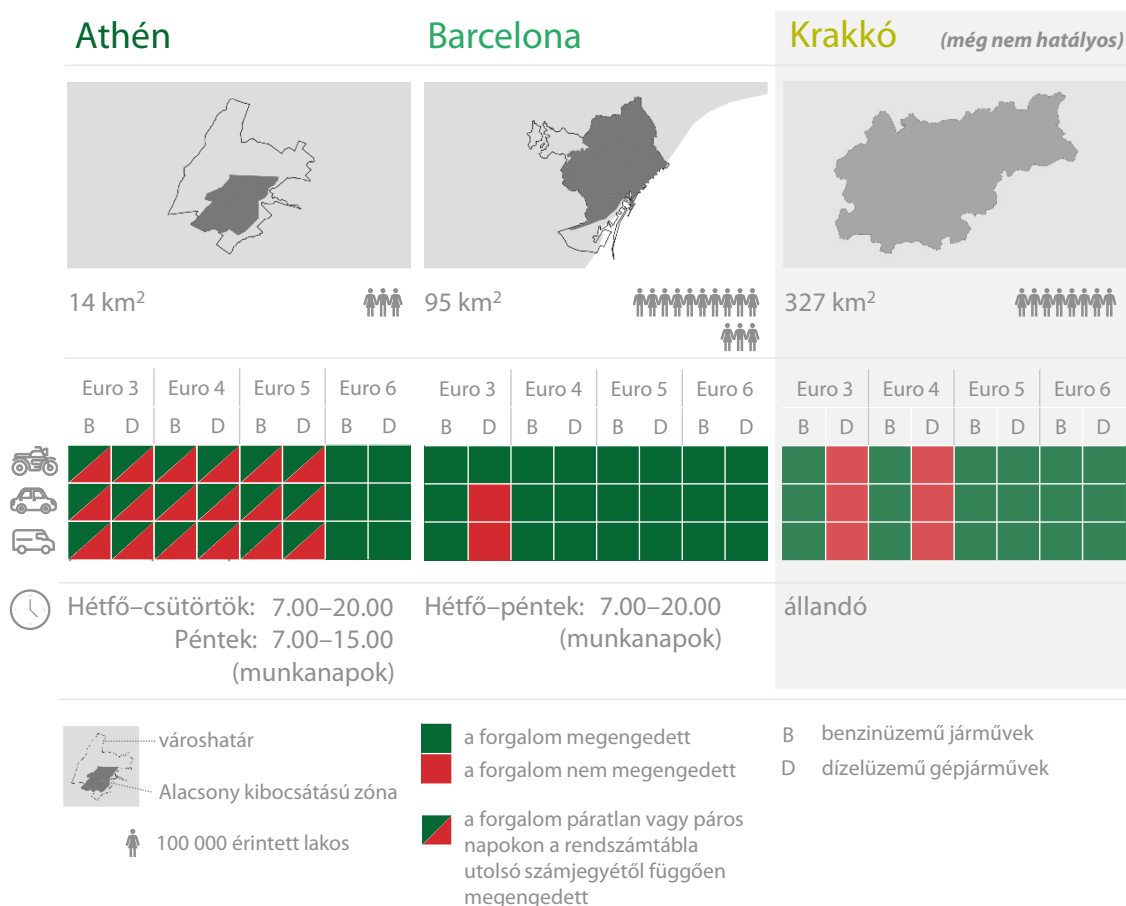 Athén
Barcelona
Krakkó (még nem hatályos)
14 km²
95 km²
327 km²
Euro 3 Euro 4 Euro 5 Euro 6
B D B D B D B D
Euro 3 Euro 4 Euro 5 Euro 6
B D B D B D B D
Euro 3 Euro 4 Euro 5 Euro 6
B D B D B D B D
Hétfő–csütörtök: 7.00–20.00
Péntek: 7.00–15.00
(munkanapok)
Hétfő–péntek: 7.00–20.00
(munkanapok)
állandó
városhatár
Alacsony kibocsátású zóna
100 000 érintett lakos
a forgalom megengedett
a forgalom nem megengedett
a forgalom páratlan vagy páros
napokon a rendszámtábla
utolsó számjegyétől függően
megengedett
B benzinüzemű járművek
D dízelüzemű gépjárművek